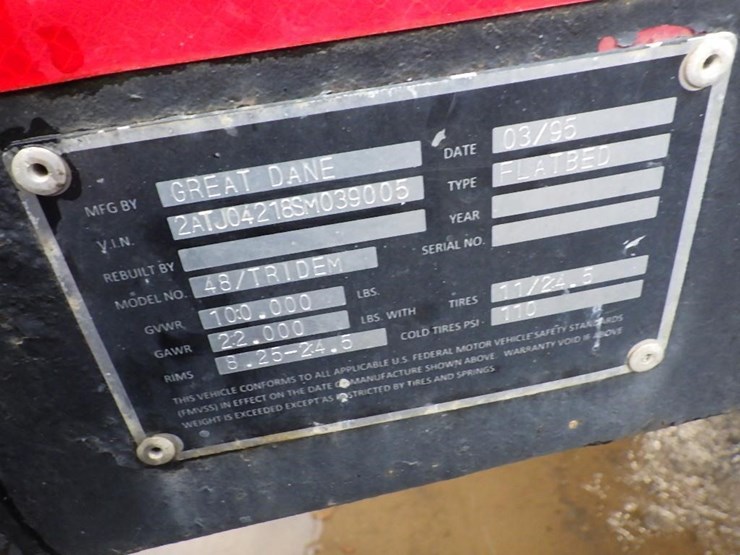 MFG BY GREAT DANE DATE 03/95
V.I.N. 2ATJ04216SM039005 TYPE FLATBED
REBUILT BY YEAR
MODEL NO. 48/TRIDEM SERIAL NO.
GVWR 100.000 LBS.
GAWR 22.000 LBS. WITH TIRES 11/24.5
RIMS 8.25-24.5 COLD TIRES PSI 110
THIS VEHICLE CONFORMS TO ALL APPLICABLE U.S. FEDERAL MOTOR VEHICLE SAFETY STANDARDS
(FMVSS) IN EFFECT ON THE DATE OF MANUFACTURE SHOWN ABOVE. WARRANTY VOID IF ABOVE
WEIGHT IS EXCEEDED EXCEPT AS RESTRICTED BY TIRES AND SPRINGS